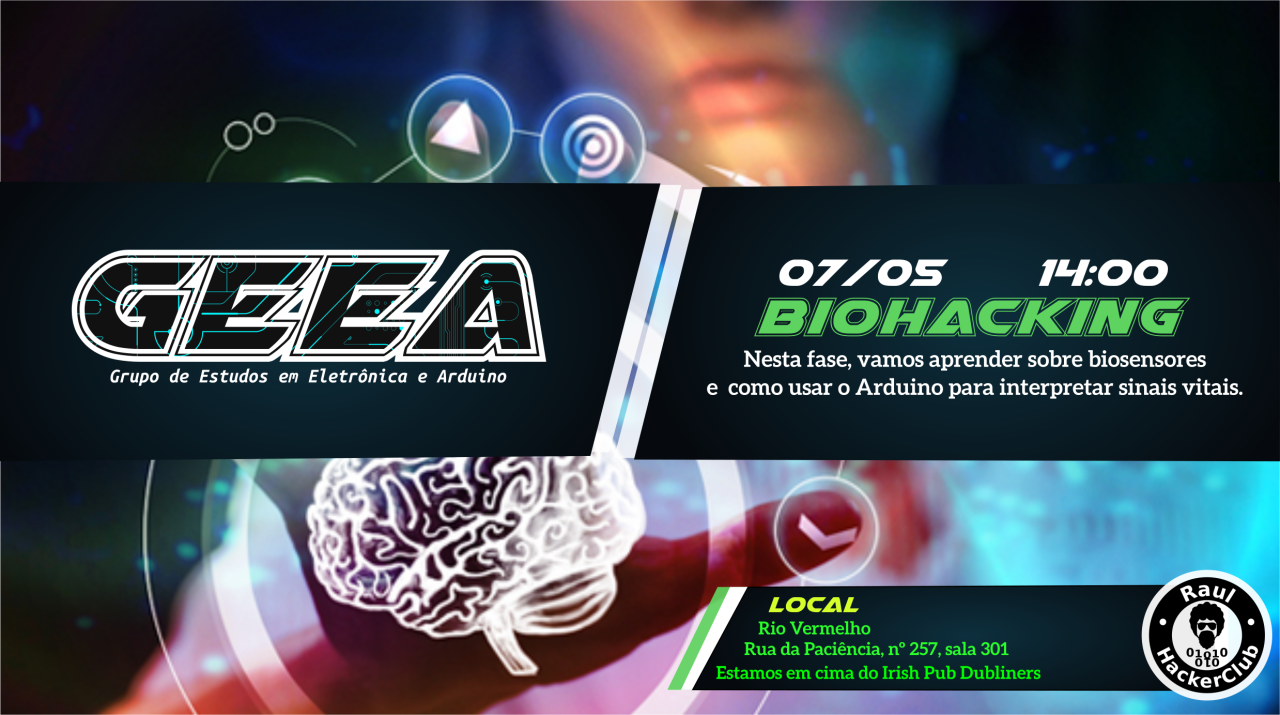 GEEA
Grupo de Estudos em Eletrônica e Arduino
07/05 14:00
BIOHACKING
Nesta fase, vamos aprender sobre biosensores
e como usar o Arduino para interpretar sinais vitais.
LOCAL
Rio Vermelho
Rua da Paciência, nº 257, sala 301
Estamos em cima do Irish Pub Dubliners
Raul
01010
010
HackerClub